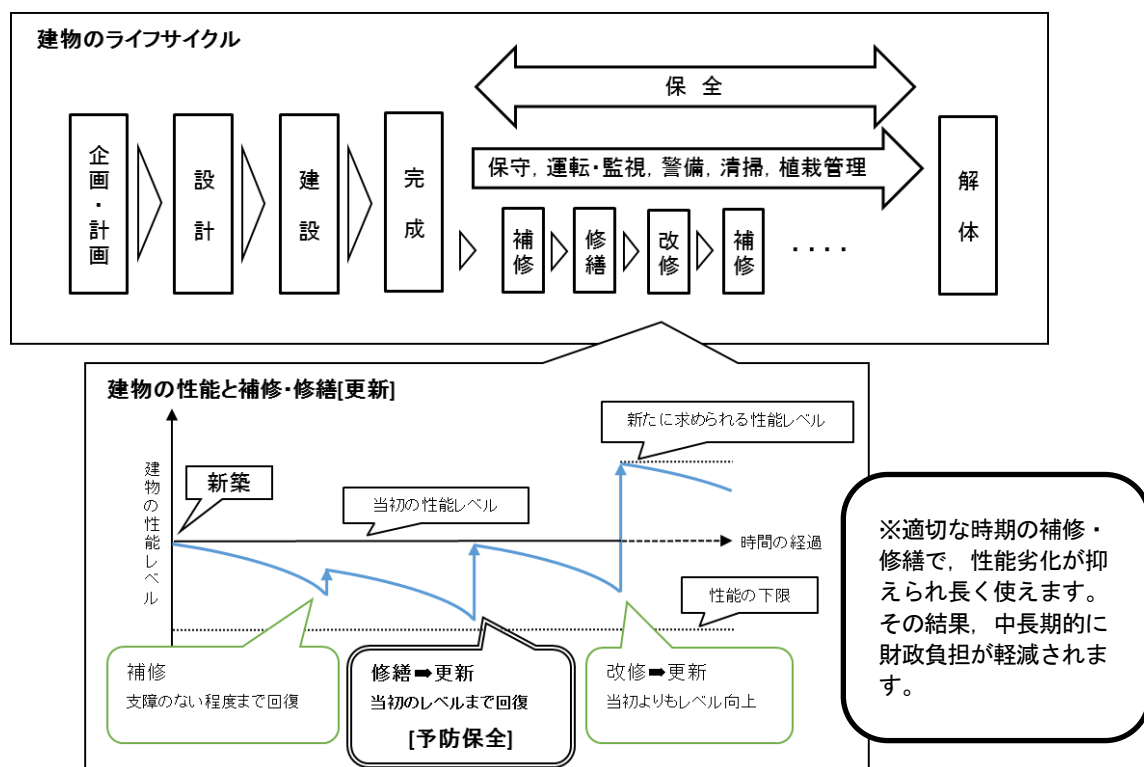 建物のライフサイクル
保 全
企画・計画
設計
建設
完成
保守, 運転・監視, 警備, 清掃, 植栽管理
補修
修繕
改修
補修
・・・・
解体
建物の性能と補修・修繕[更新]
新たに求められる性能レベル
建物の性能レベル
新築
当初の性能レベル
時間の経過
性能の下限
補修
支障のない程度まで回復
修繕➡更新
当初のレベルまで回復
[予防保全]
改修➡更新
当初よりもレベル向上
※適切な時期の補修・
修繕で, 性能劣化が抑
えられ長く使えます。
その結果, 中長期的に
財政負担が軽減されま
す。